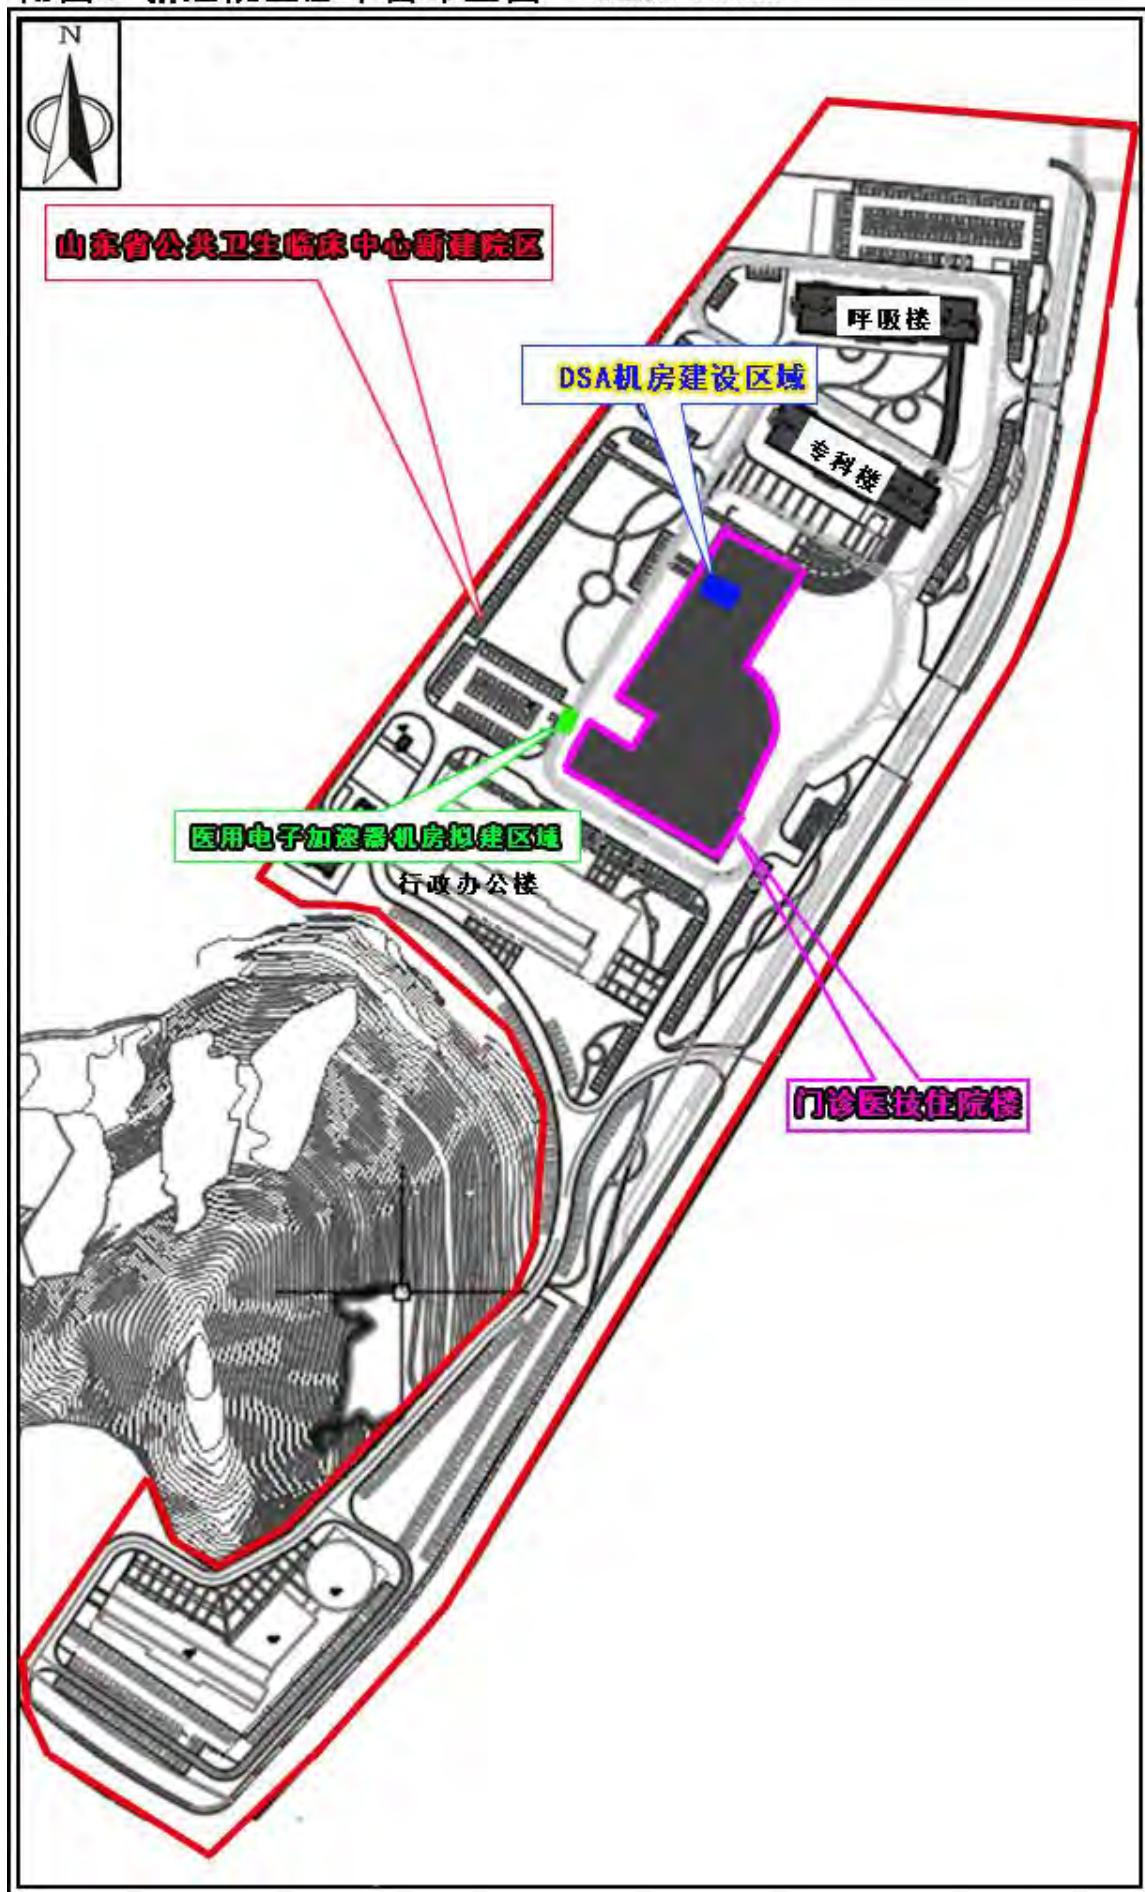 N
山东省公共卫生临床中心新建院区
呼吸楼
DSA机房建设区域
专科楼
医用电子加速器机房拟建区域
行政办公楼
门诊医技住院楼